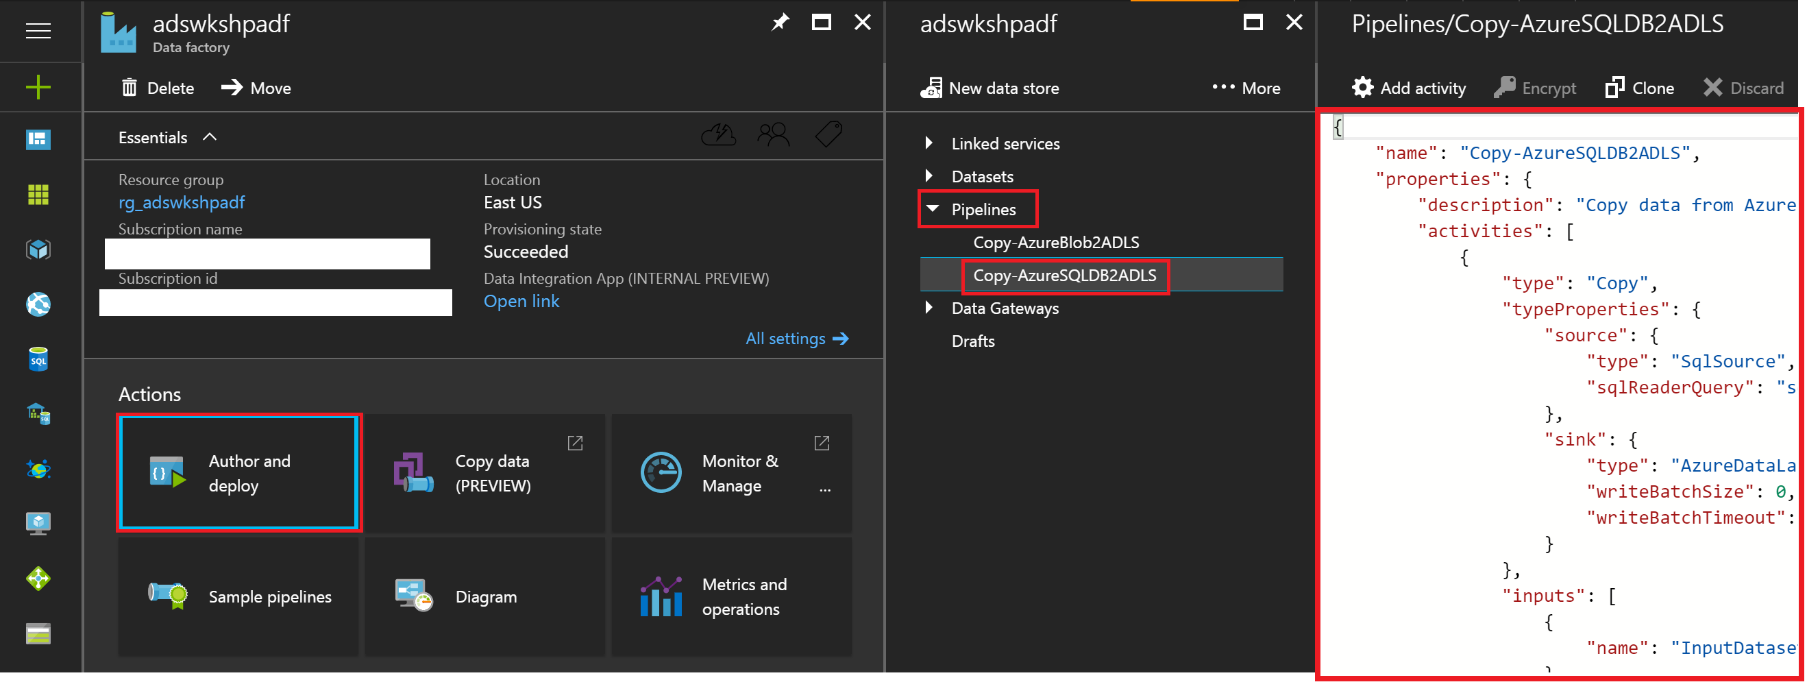 adswkshpadf
Data factory
Delete
Move
Essentials
Resource group
rg_adswkshpadf
Subscription name
Subscription id
Location
East US
Provisioning state
Succeeded
Data Integration App (INTERNAL PREVIEW)
Open link
All settings
Actions
Author and
deploy
Copy data
(PREVIEW)
Monitor &
Manage
...
Sample pipelines
Diagram
Metrics and
operations
SQL
adswkshpadf
New data store
••• More
Linked services
Datasets
Pipelines
Copy-AzureBlob2ADLS
Copy-AzureSQLDB2ADLS
Data Gateways
Drafts
Pipelines/Copy-AzureSQLDB2ADLS
Add activity
Encrypt
Clone
Discard
{
"name": "Copy-AzureSQLDB2ADLS",
"properties": {
"description": "Copy data from Azure
"activities": [
{
"type": "Copy",
"typeProperties": {
"source": {
"type": "SqlSource",
"sqlReaderQuery": "s
},
"sink": {
"type": "AzureDataLa
"writeBatchSize": 0,
"writeBatchTimeout":
}
},
"inputs": [
{
"name": "InputDatase
}